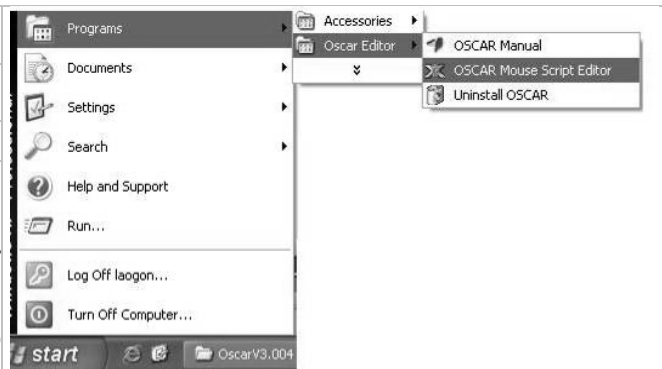 Programs
Documents
Settings
Search
Help and Support
Run...
Log Off laogon...
Turn Off Computer...
start
OscarV3.004
Accessories
Oscar Editor
OSCAR Manual
OSCAR Mouse Script Editor
Uninstall OSCAR